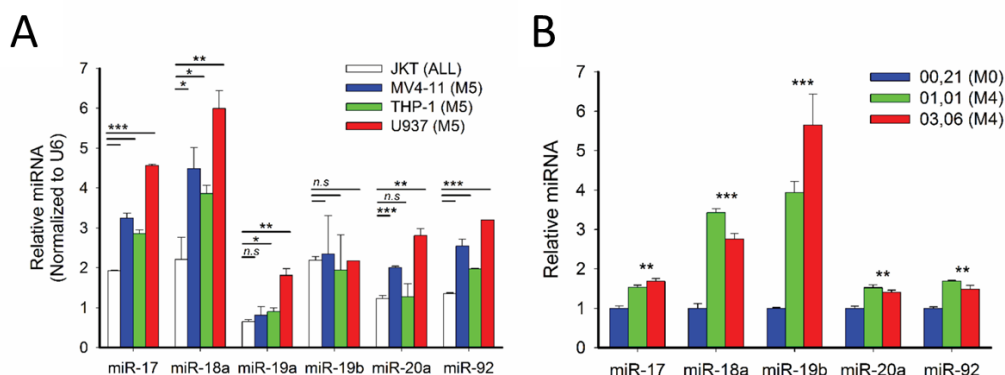 A
B
Relative miRNA
(Normalized to U6)
7
6
5
4
3
2
1
0
JKT (ALL)
MV4-11 (M5)
THP-1 (M5)
U937 (M5)
***
**
*
*
**
*
n.s
n.s
**
n.s
***
***
miR-17
miR-18a
miR-19a
miR-19b
miR-20a
miR-92
Relative miRNA
7
6
5
4
3
2
1
0
00,21 (M0)
01,01 (M4)
03,06 (M4)
**
***
***
**
**
miR-17
miR-18a
miR-19b
miR-20a
miR-92